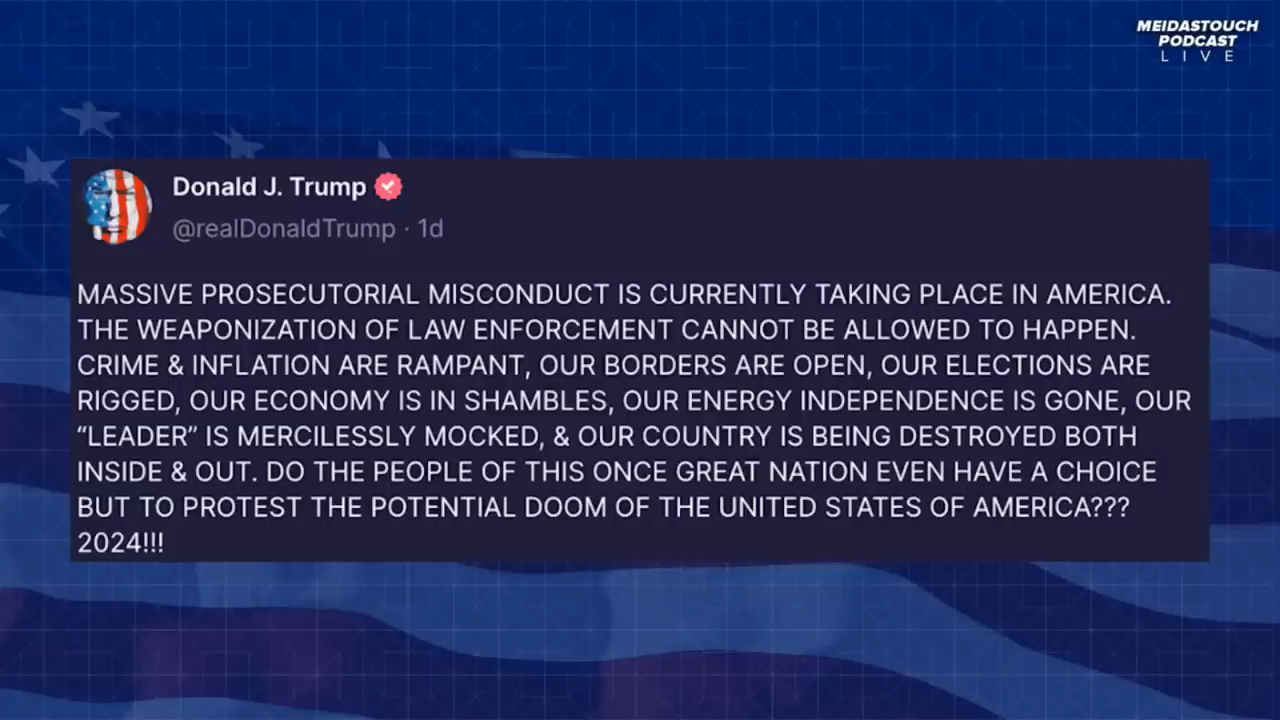 MEIDASTOUCH
PODCAST
LIVE
Donald J. Trump
@realDonaldTrump · 1d
MASSIVE PROSECUTORIAL MISCONDUCT IS CURRENTLY TAKING PLACE IN AMERICA.
THE WEAPONIZATION OF LAW ENFORCEMENT CANNOT BE ALLOWED TO HAPPEN.
CRIME & INFLATION ARE RAMPANT, OUR BORDERS ARE OPEN, OUR ELECTIONS ARE
RIGGED, OUR ECONOMY IS IN SHAMBLES, OUR ENERGY INDEPENDENCE IS GONE, OUR
“LEADER” IS MERCILESSLY MOCKED, & OUR COUNTRY IS BEING DESTROYED BOTH
INSIDE & OUT. DO THE PEOPLE OF THIS ONCE GREAT NATION EVEN HAVE A CHOICE
BUT TO PROTEST THE POTENTIAL DOOM OF THE UNITED STATES OF AMERICA???
2024!!!